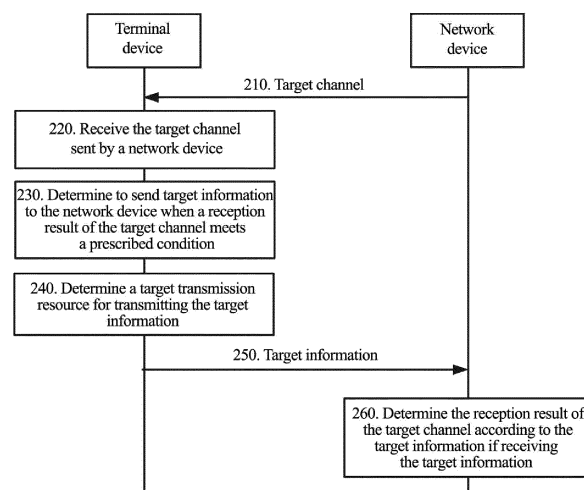 Terminal
device
Network
device
210. Target channel
220. Receive the target channel
sent by a network device
230. Determine to send target information
to the network device when a reception
result of the target channel meets
a prescribed condition
240. Determine a target transmission
resource for transmitting the target
information
250. Target information
260. Determine the reception result of
the target channel according to the
target information if receiving
the target information